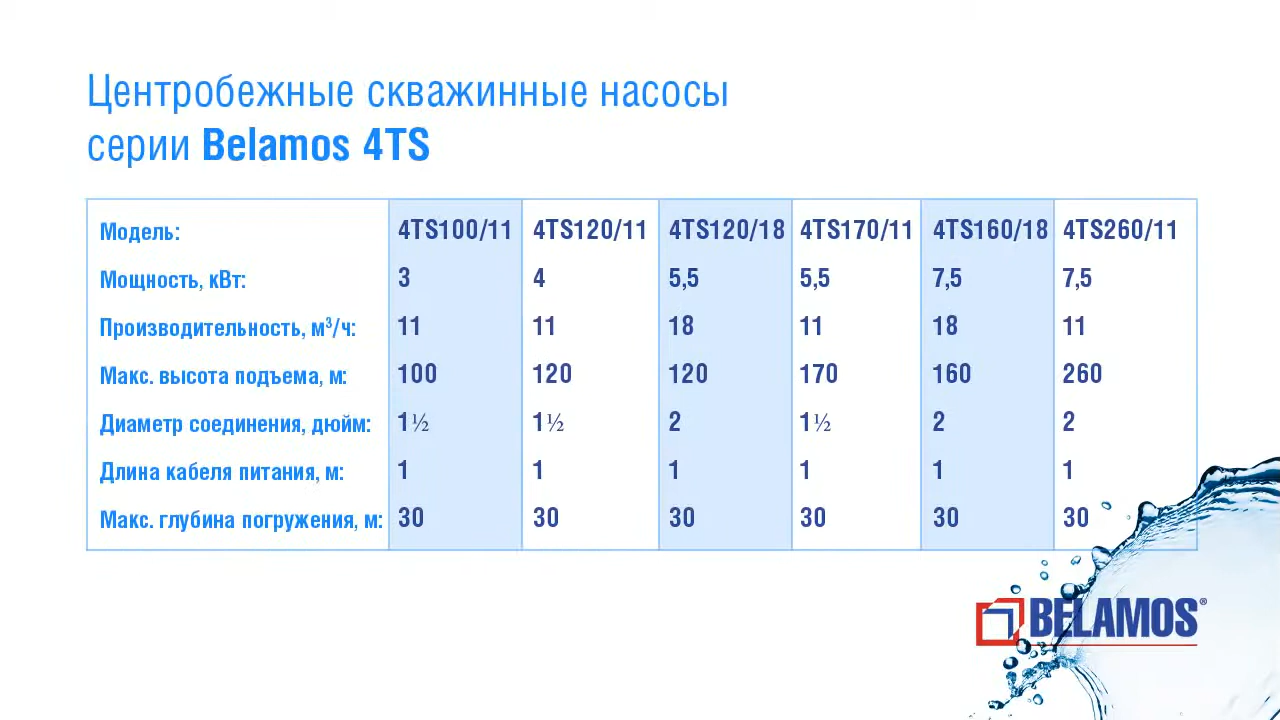 Центробежные скважинные насосы
серии Belamos 4TS
Модель: 4TS100/11 4TS120/11 4TS120/18 4TS170/11 4TS160/18 4TS260/11
Мощность, кВт: 3 4 5,5 5,5 7,5 7,5
Производительность, м³/ч: 11 11 18 11 18 11
Макс. высота подъема, м: 100 120 120 170 160 260
Диаметр соединения, дюйм: 1½ 1½ 2 1½ 2 2
Длина кабеля питания, м: 1 1 1 1 1 1
Макс. глубина погружения, м: 30 30 30 30 30 30
BELAMOS®